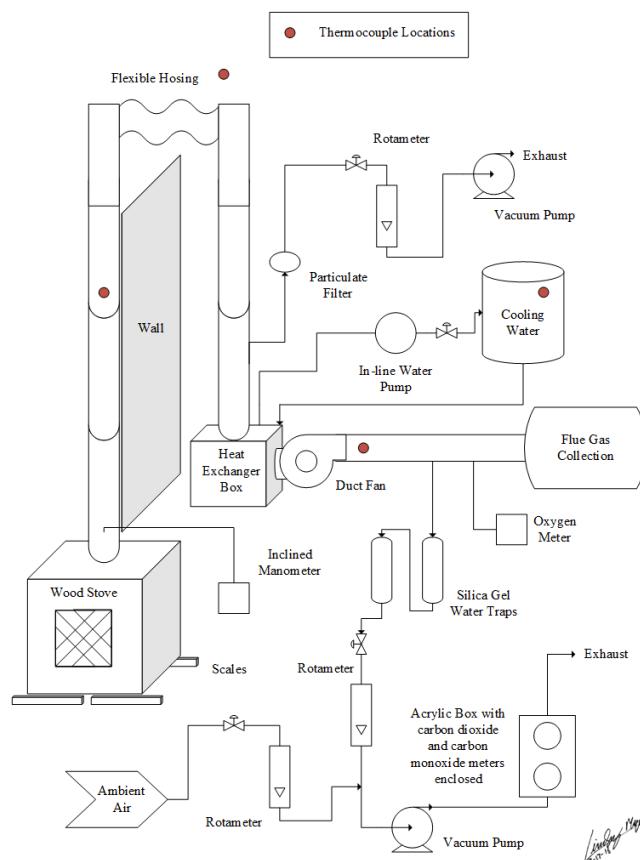 Thermocouple Locations
Flexible Hosing
Rotameter
Exhaust
Vacuum Pump
Particulate
Filter
Cooling
Water
Wall
In-line Water
Pump
Heat
Exchanger
Box
Flue Gas
Collection
Duct Fan
Oxygen
Meter
Inclined
Manometer
Silica Gel
Water Traps
Wood Stove
Scales
Rotameter
Exhaust
Acrylic Box with
carbon dioxide
and carbon
monoxide meters
enclosed
Ambient
Air
Rotameter
Vacuum Pump